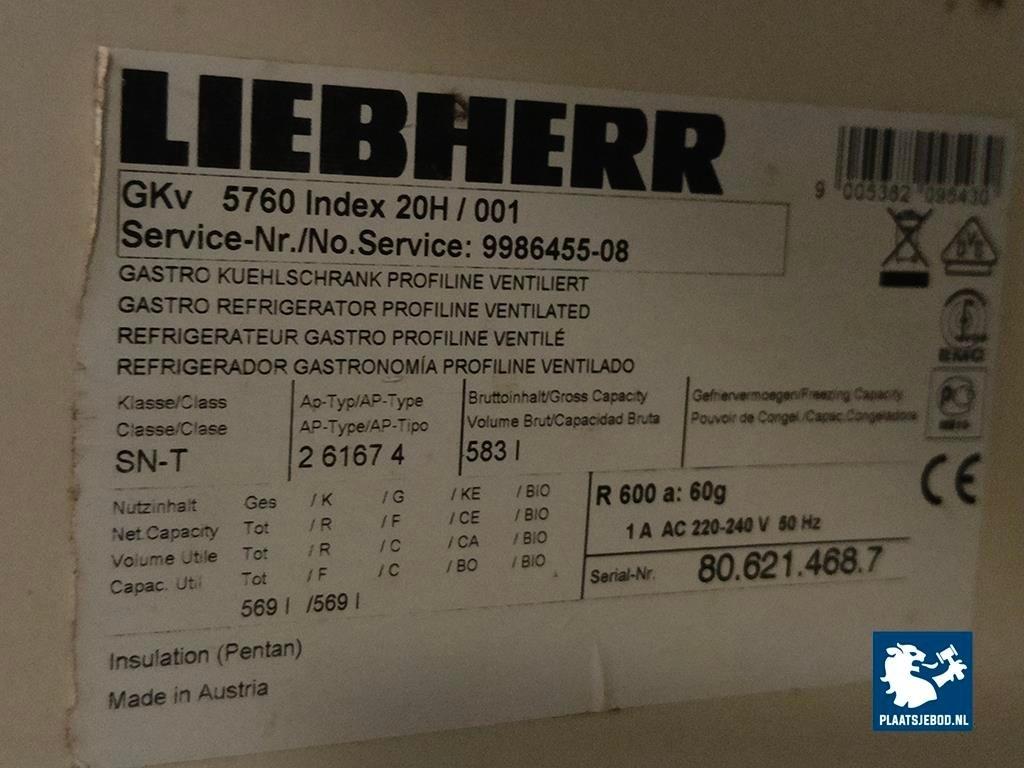 LIEBHERR
9 005382 095430
GKv 5760 Index 20H / 001
Service-Nr./No.Service: 9986455-08
GASTRO KUEHLSCHRANK PROFILINE VENTILIERT
GASTRO REFRIGERATOR PROFILINE VENTILATED
REFRIGERATEUR GASTRO PROFILINE VENTILÉ
REFRIGERADOR GASTRONOMÍA PROFILINE VENTILADO
Klasse/Class Ap-Typ/AP-Type Bruttoinhalt/Gross Capacity Gefriervermoegen/Freezing Capacity
Classe/Clase AP-Type/AP-Tipo Volume Brut/Capacidad Bruta Pouvoir de Congel./Capac.Congeladora
SN-T 2 6167 4 583 l
Nutzinhalt Ges / K / G / KE / BIO
Net.Capacity Tot / R / F / CE / BIO
Volume Utile Tot / R / C / CA / BIO
Capac. Util Tot / F / C / BO / BIO
569 l /569 l
R 600 a: 60g
1 A AC 220-240 V 50 Hz
Serial-Nr. 80.621.468.7
EMC
CE
Insulation (Pentan)
Made in Austria
PLAATSJEBOD.NL